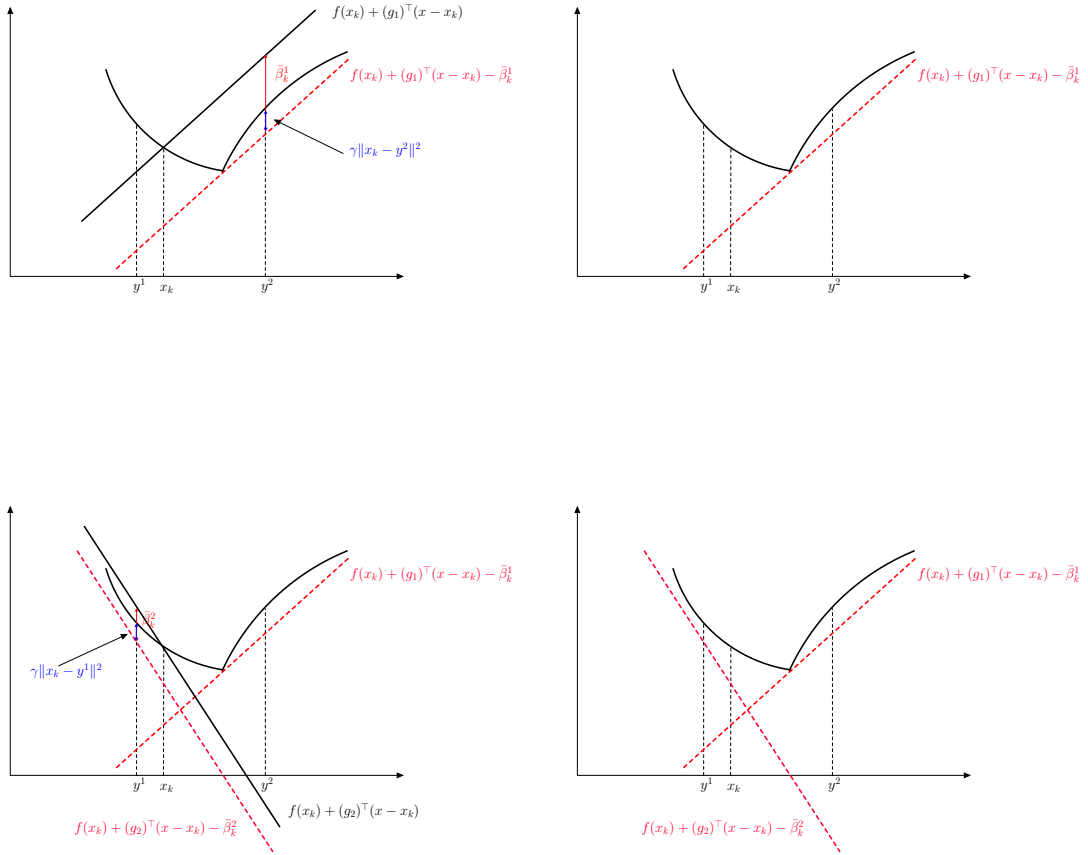 f(x_k) + (g_1)^⊤(x − x_k)
β̄_k^1
f(x_k) + (g_1)^⊤(x − x_k) − β̄_k^1
γ‖x_k − y^2‖^2
y^1 x_k y^2
f(x_k) + (g_1)^⊤(x − x_k) − β̄_k^1
y^1 x_k y^2
f(x_k) + (g_1)^⊤(x − x_k) − β̄_k^1
β̄_k^2
γ‖x_k − y^1‖^2
y^1 x_k y^2
f(x_k) + (g_2)^⊤(x − x_k)
f(x_k) + (g_2)^⊤(x − x_k) − β̄_k^2
f(x_k) + (g_1)^⊤(x − x_k) − β̄_k^1
y^1 x_k y^2
f(x_k) + (g_2)^⊤(x − x_k) − β̄_k^2